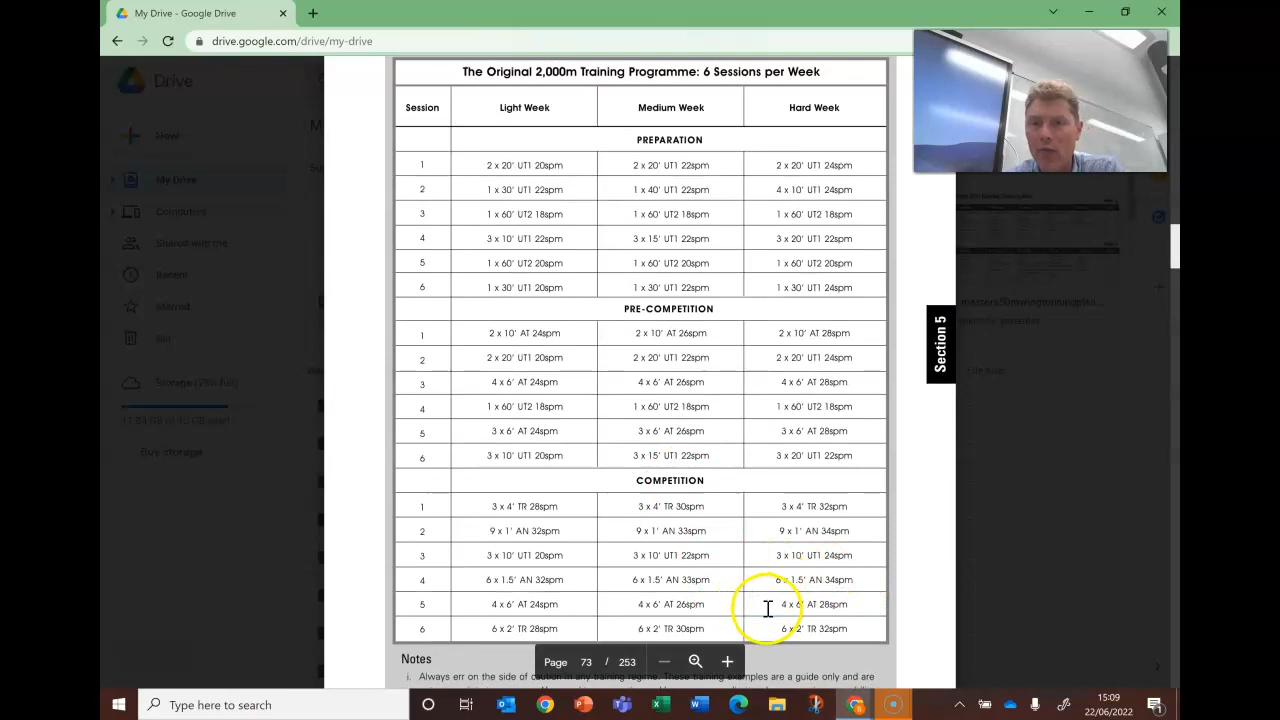 My Drive - Google Drive
drive.google.com/drive/my-drive
Drive
New
My Drive
Computers
Shared with me
Recent
Starred
Bin
Buy storage
The Original 2,000m Training Programme: 6 Sessions per Week
Session Light Week Medium Week Hard Week
PREPARATION
1 2 x 20' UT1 20spm 2 x 20' UT1 22spm 2 x 20' UT1 24spm
2 1 x 30' UT1 22spm 1 x 40' UT1 22spm 4 x 10' UT1 24spm
3 1 x 60' UT2 18spm 1 x 60' UT2 18spm 1 x 60' UT2 18spm
4 3 x 10' UT1 22spm 3 x 15' UT1 22spm 3 x 20' UT1 22spm
5 1 x 60' UT2 20spm 1 x 60' UT2 20spm 1 x 60' UT2 20spm
6 1 x 30' UT1 20spm 1 x 30' UT1 22spm 1 x 30' UT1 24spm
PRE-COMPETITION
1 2 x 10' AT 24spm 2 x 10' AT 26spm 2 x 10' AT 28spm
2 2 x 20' UT1 20spm 2 x 20' UT1 22spm 2 x 20' UT1 24spm
3 4 x 6' AT 24spm 4 x 6' AT 26spm 4 x 6' AT 28spm
4 1 x 60' UT2 18spm 1 x 60' UT2 18spm 1 x 60' UT2 18spm
5 3 x 6' AT 24spm 3 x 6' AT 26spm 3 x 6' AT 28spm
6 3 x 10' UT1 20spm 3 x 15' UT1 22spm 3 x 20' UT1 22spm
COMPETITION
1 3 x 4' TR 28spm 3 x 4' TR 30spm 3 x 4' TR 32spm
2 9 x 1' AN 32spm 9 x 1' AN 33spm 9 x 1' AN 34spm
3 3 x 10' UT1 20spm 3 x 10' UT1 22spm 3 x 10' UT1 24spm
4 6 x 1.5' AN 32spm 6 x 1.5' AN 33spm 6 x 1.5' AN 34spm
5 4 x 6' AT 24spm 4 x 6' AT 26spm 4 x 6' AT 28spm
6 6 x 2' TR 28spm 6 x 2' TR 30spm 6 x 2' TR 32spm
Section 5
Notes
i. Always err on the side of caution in any training regime. These training examples are a guide only and are
Page 73 / 253
Type here to search
15:09
22/06/2022